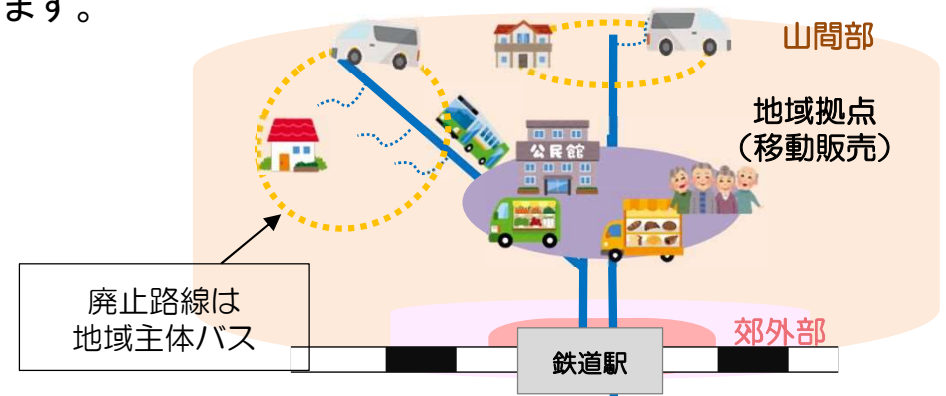 ます。
山間部
地域拠点
（移動販売）
公民館
廃止路線は
地域主体バス
郊外部
鉄道駅